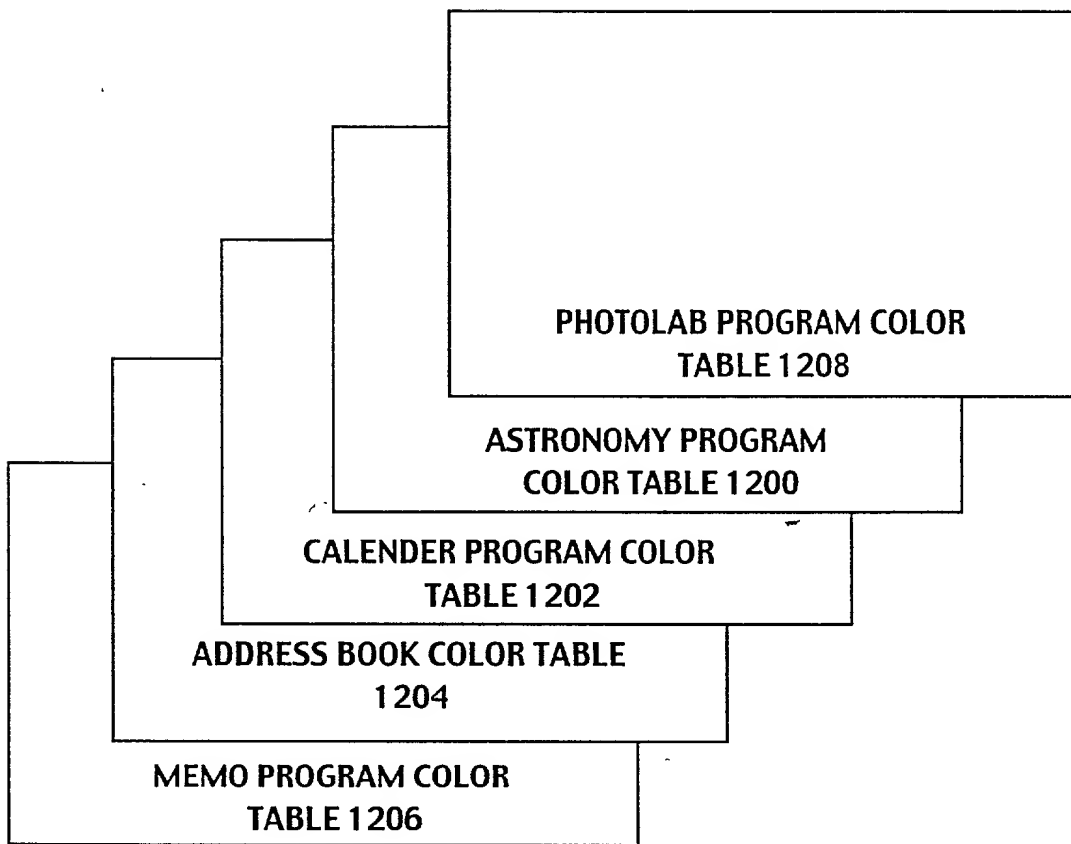 PHOTOLAB PROGRAM COLOR
TABLE 1208
ASTRONOMY PROGRAM
COLOR TABLE 1200
CALENDER PROGRAM COLOR
TABLE 1202
ADDRESS BOOK COLOR TABLE
1204
MEMO PROGRAM COLOR
TABLE 1206